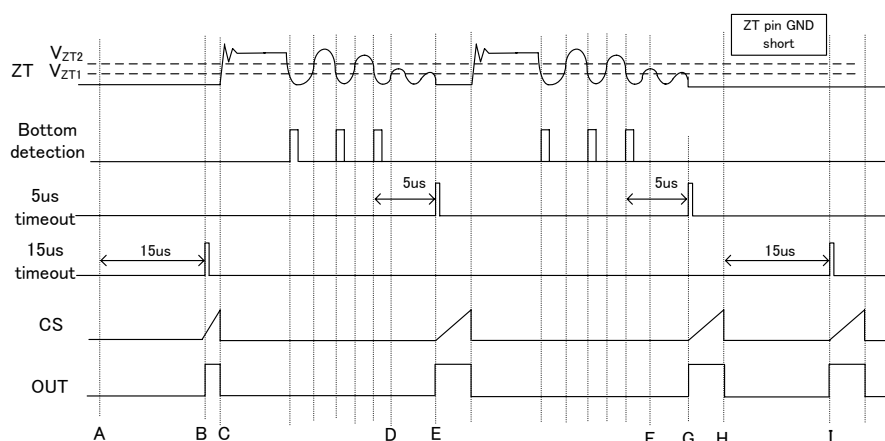 ZT pin GND
short
VZT2
ZT
VZT1
Bottom
detection
5us
5us
5us
timeout
15us
timeout
15us
15us
CS
OUT
A B C D E F G H I